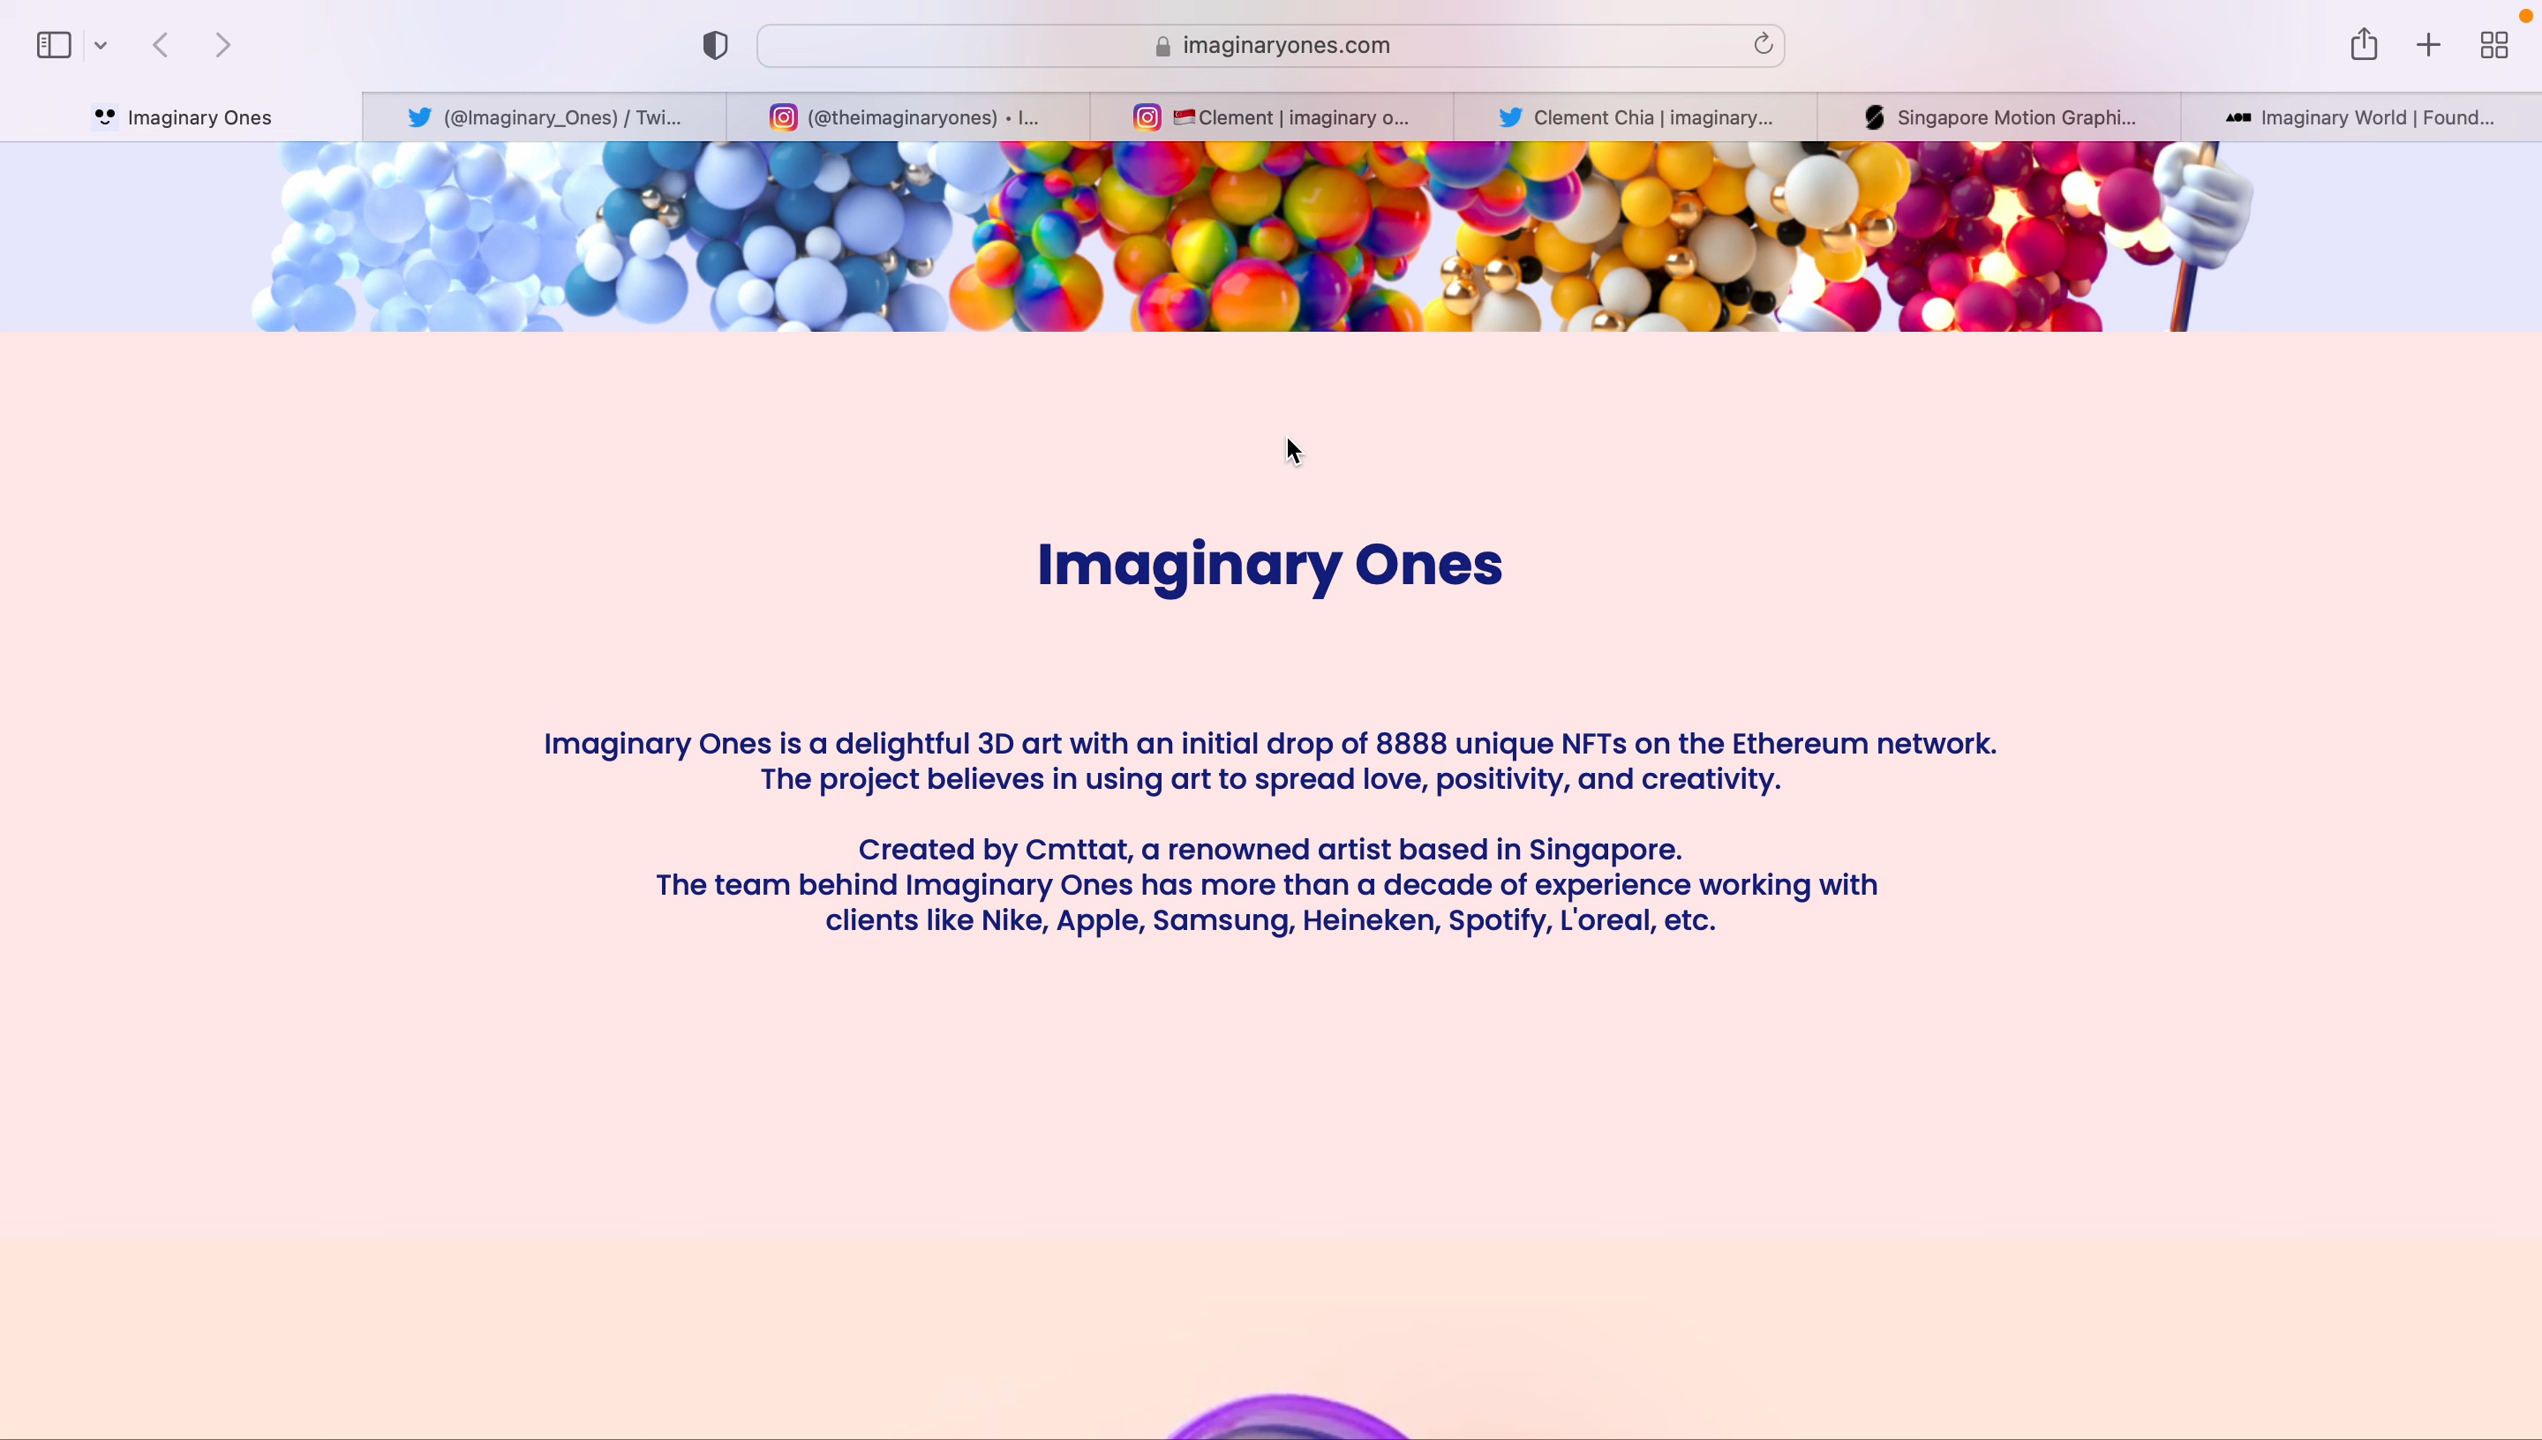 imaginaryones.com
Imaginary Ones
(@Imaginary_Ones) / Twi...
(@theimaginaryones) • I...
Clement | imaginary o...
Clement Chia | imaginary...
Singapore Motion Graphi...
Imaginary World | Found...
Imaginary Ones
Imaginary Ones is a delightful 3D art with an initial drop of 8888 unique NFTs on the Ethereum network.
The project believes in using art to spread love, positivity, and creativity.
Created by Cmttat, a renowned artist based in Singapore.
The team behind Imaginary Ones has more than a decade of experience working with
clients like Nike, Apple, Samsung, Heineken, Spotify, L'oreal, etc.